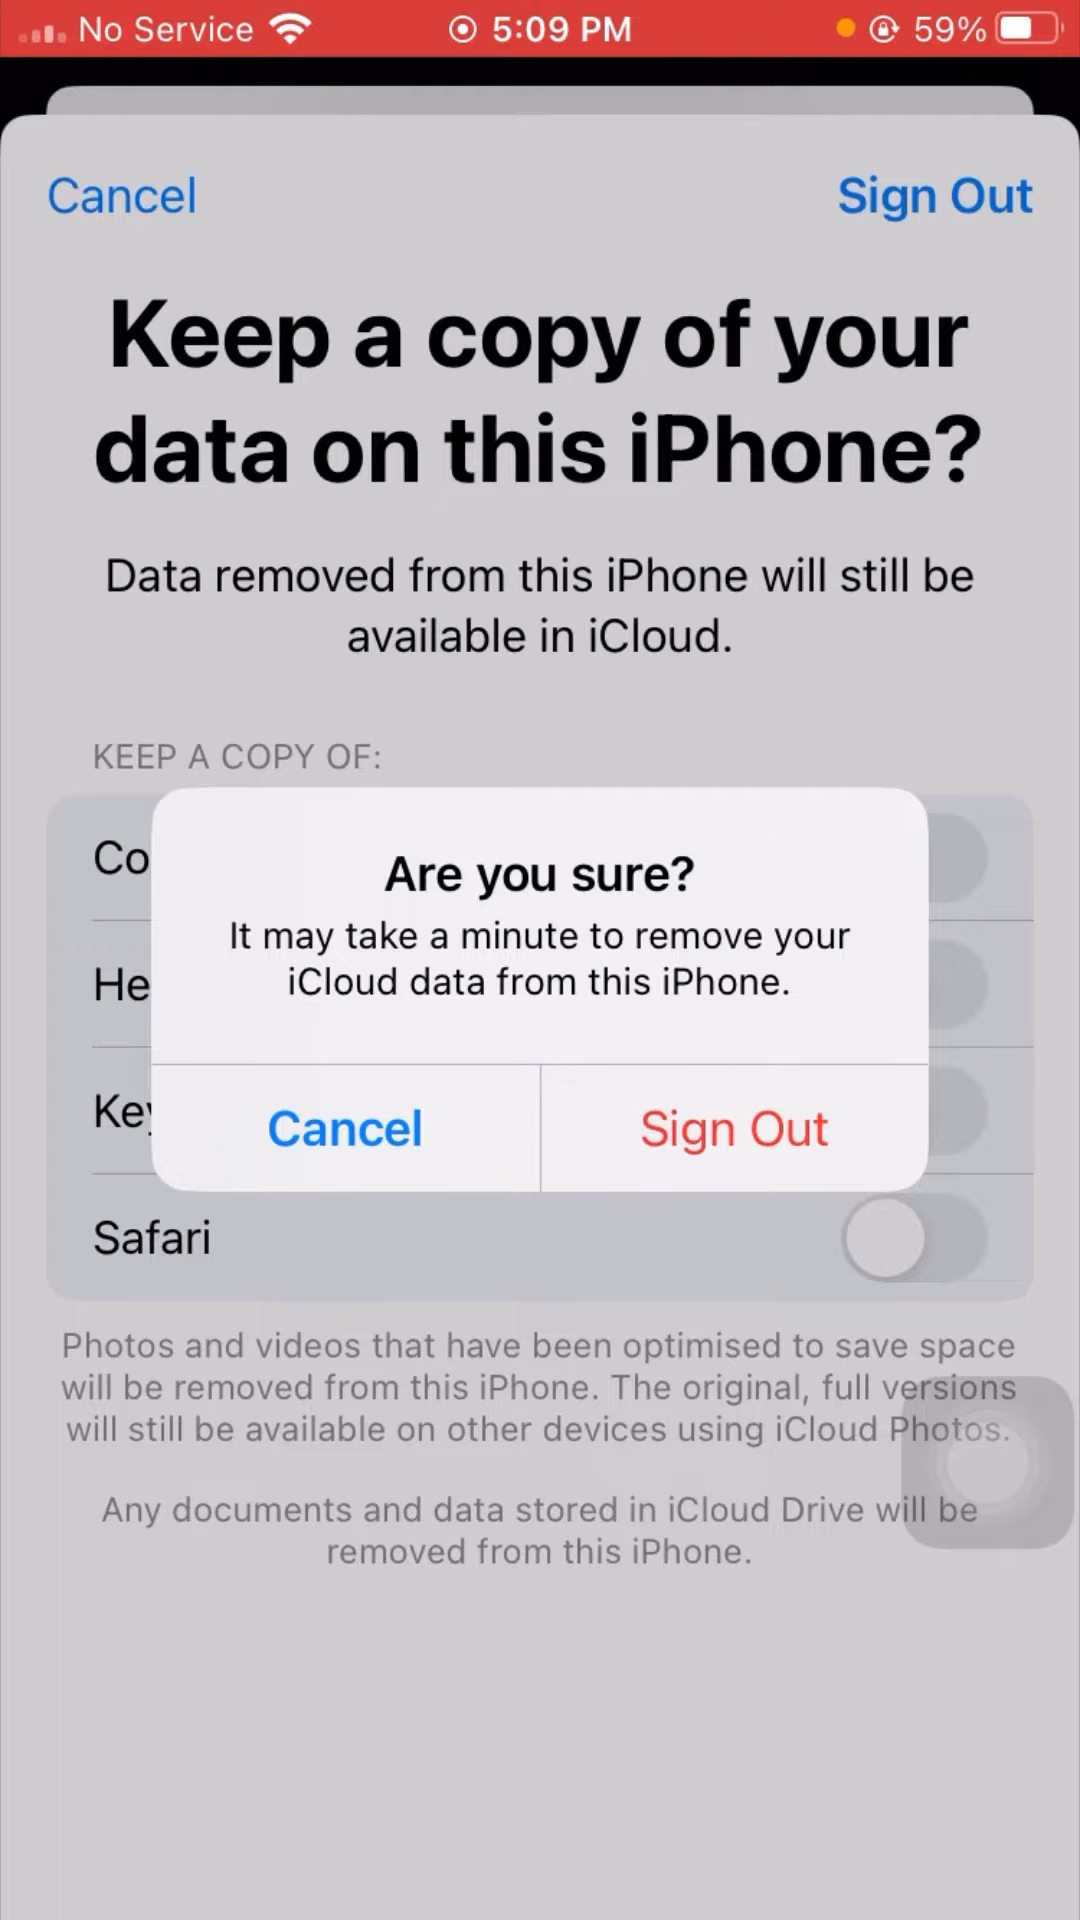 No Service 5:09 PM 59%
Cancel Sign Out
Keep a copy of your
data on this iPhone?
Data removed from this iPhone will still be
available in iCloud.
KEEP A COPY OF:
Co
He
Key
Safari
Are you sure?
It may take a minute to remove your
iCloud data from this iPhone.
Cancel Sign Out
Photos and videos that have been optimised to save space
will be removed from this iPhone. The original, full versions
will still be available on other devices using iCloud Photos.
Any documents and data stored in iCloud Drive will be
removed from this iPhone.